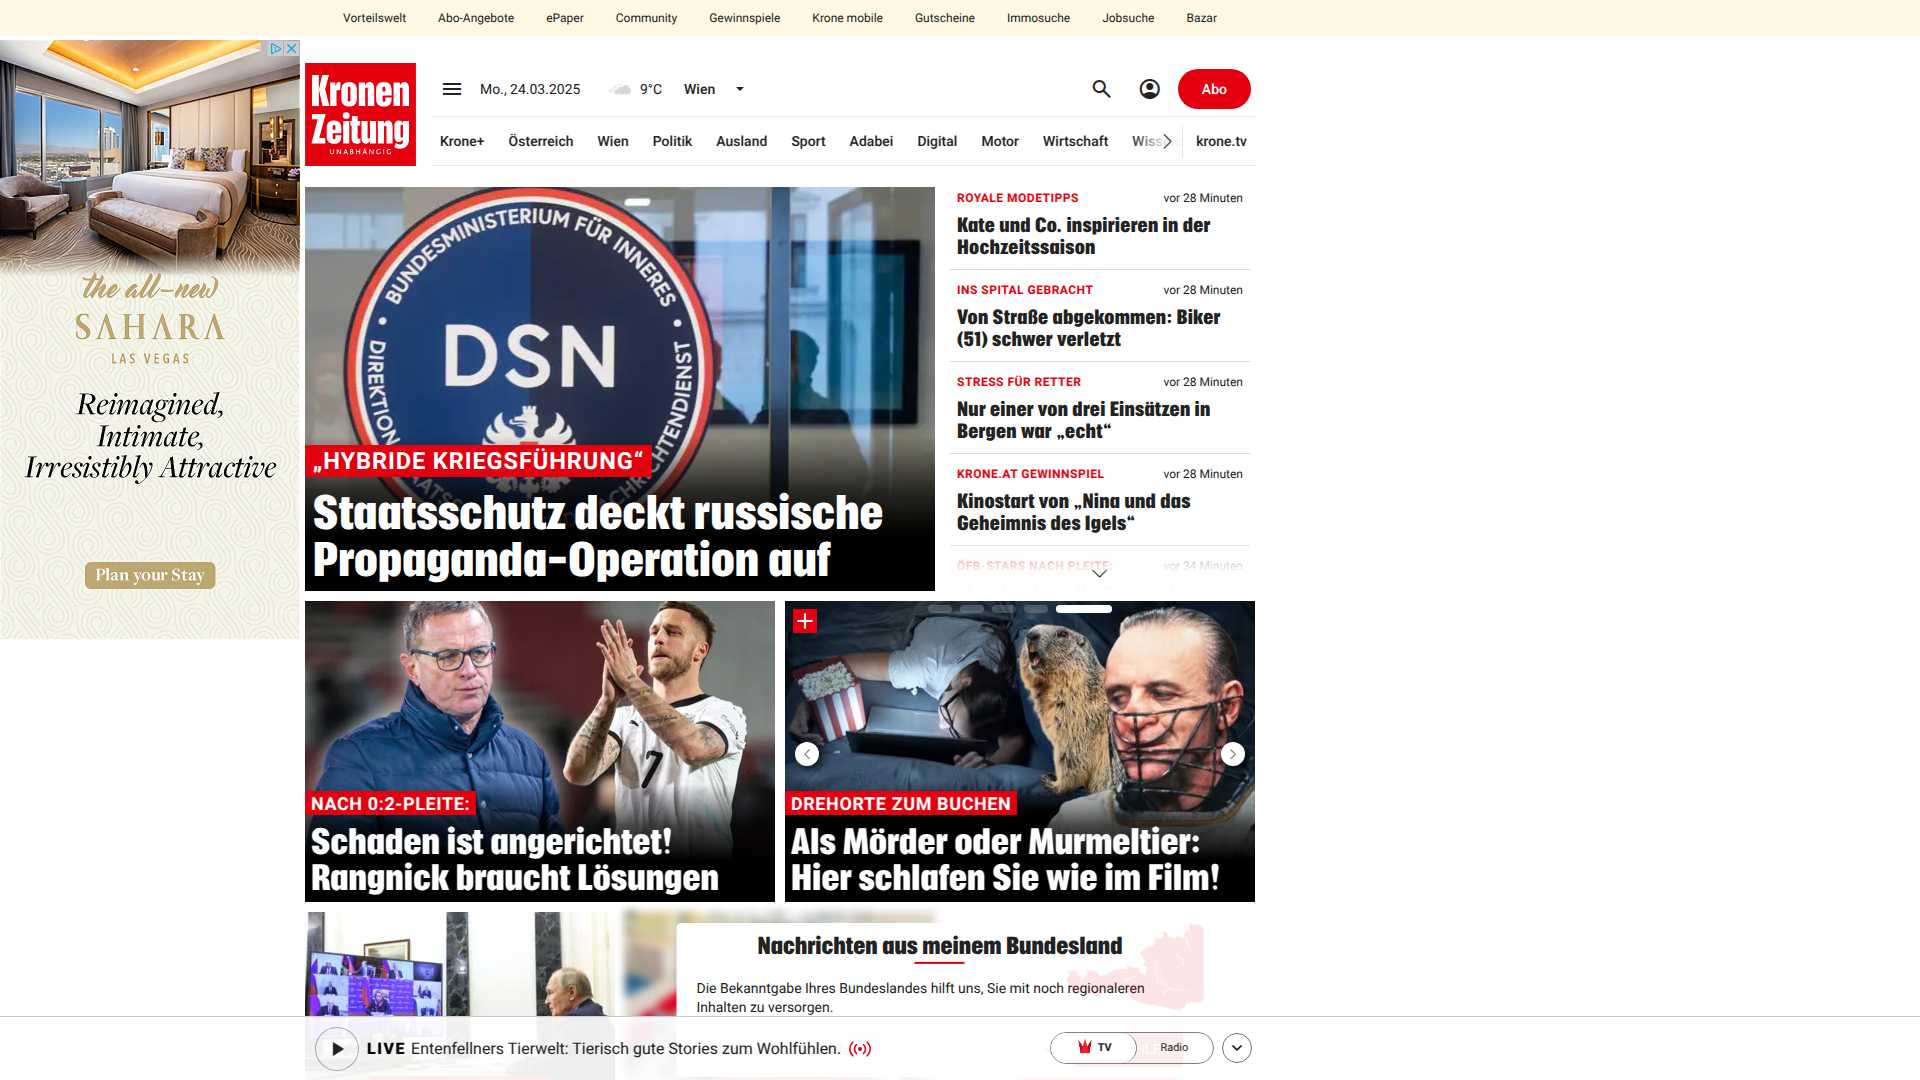 Vorteilswelt Abo-Angebote ePaper Community Gewinnspiele Krone mobile Gutscheine Immosuche Jobsuche Bazar
Kronen
Zeitung
UNABHÄNGIG
Mo., 24.03.2025 9°C Wien Abo
Krone+ Österreich Wien Politik Ausland Sport Adabei Digital Motor Wirtschaft Wiss krone.tv
the all-new
SAHARA
LAS VEGAS
Reimagined,
Intimate,
Irresistibly Attractive
Plan your Stay
BUNDESMINISTERIUM FÜR INNERES
DSN
DIREKTION STAATSSCHUTZ NACHRICHTENDIENST
„HYBRIDE KRIEGSFÜHRUNG“
Staatsschutz deckt russische
Propaganda-Operation auf
ROYALE MODETIPPS vor 28 Minuten
Kate und Co. inspirieren in der
Hochzeitssaison
INS SPITAL GEBRACHT vor 28 Minuten
Von Straße abgekommen: Biker
(51) schwer verletzt
STRESS FÜR RETTER vor 28 Minuten
Nur einer von drei Einsätzen in
Bergen war „echt“
KRONE.AT GEWINNSPIEL vor 28 Minuten
Kinostart von „Nina und das
Geheimnis des Igels“
ÖFB-STARS NACH PLEITE: vor 34 Minuten
7
NACH 0:2-PLEITE:
Schaden ist angerichtet!
Rangnick braucht Lösungen
DREHORTE ZUM BUCHEN
Als Mörder oder Murmeltier:
Hier schlafen Sie wie im Film!
Nachrichten aus meinem Bundesland
Die Bekanntgabe Ihres Bundeslandes hilft uns, Sie mit noch regionaleren
Inhalten zu versorgen.
LIVE Entenfellners Tierwelt: Tierisch gute Stories zum Wohlfühlen. TV Radio